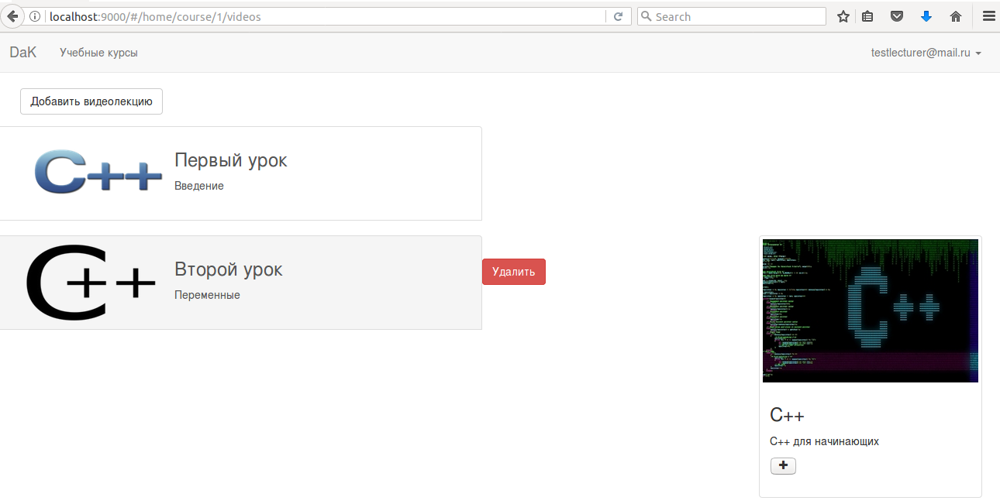 localhost:9000/#/home/course/1/videos
Search
DaK
Учебные курсы
testlecturer@mail.ru
Добавить видеолекцию
C++
Первый урок
Введение
C++
Второй урок
Переменные
Удалить
C++
C++
C++ для начинающих